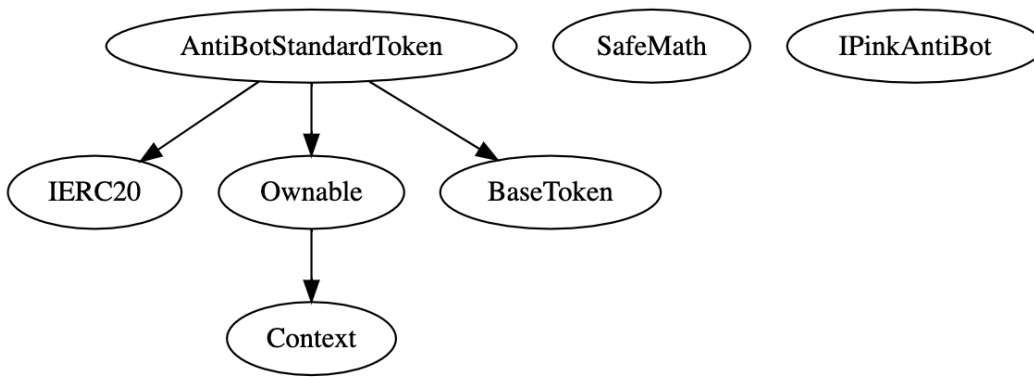 AntiBotStandardToken
SafeMath
IPinkAntiBot
IERC20
Ownable
BaseToken
Context